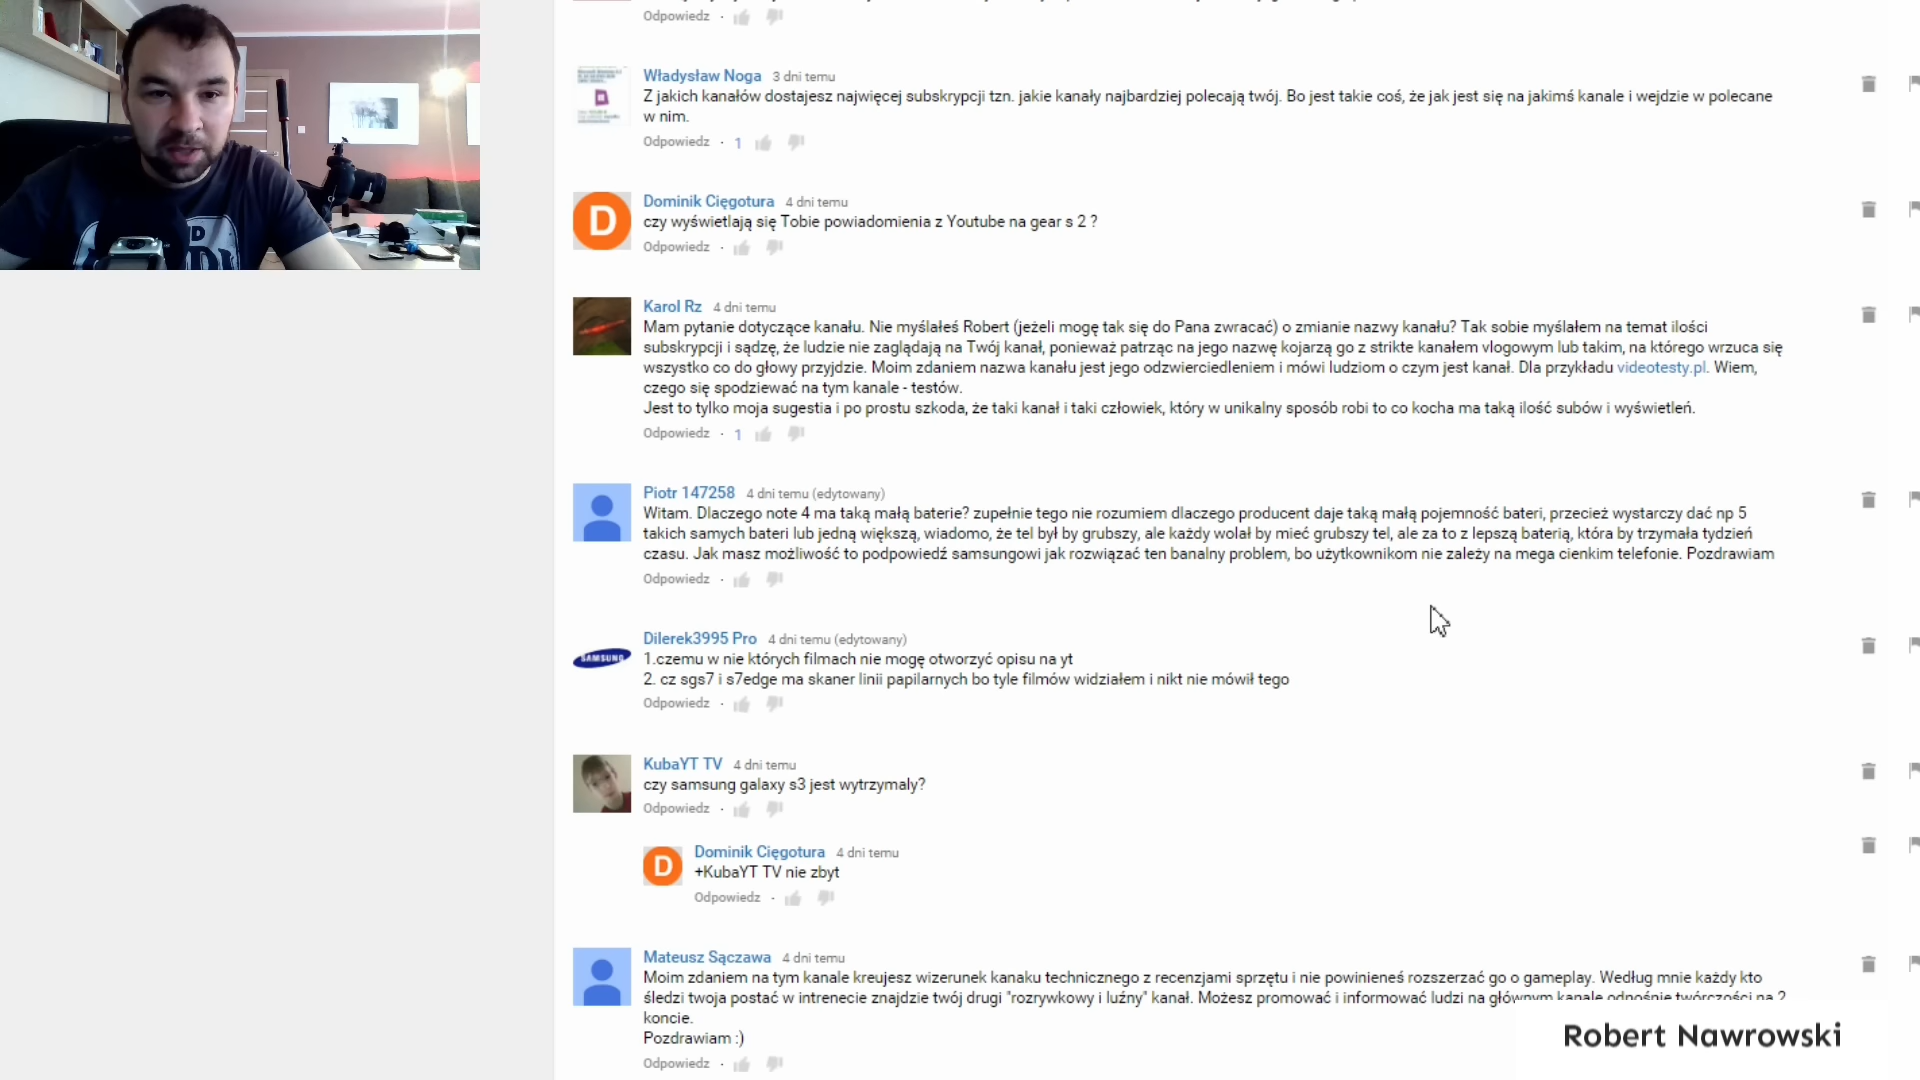 Odpowiedz ·
Władysław Noga 3 dni temu
Z jakich kanałów dostajesz najwięcej subskrypcji tzn. jakie kanały najbardziej polecają twój. Bo jest takie coś, że jak jest się na jakimś kanale i wejdzie w polecane
w nim.
Odpowiedz · 1
D
Dominik Cięgotura 4 dni temu
czy wyświetlają się Tobie powiadomienia z Youtube na gear s 2 ?
Odpowiedz ·
Karol Rz 4 dni temu
Mam pytanie dotyczące kanału. Nie myślałeś Robert (jeżeli mogę tak się do Pana zwracać) o zmianie nazwy kanału? Tak sobie myślałem na temat ilości
subskrypcji i sądzę, że ludzie nie zaglądają na Twój kanał, ponieważ patrząc na jego nazwę kojarzą go z strikte kanałem vlogowym lub takim, na którego wrzuca się
wszystko co do głowy przyjdzie. Moim zdaniem nazwa kanału jest jego odzwierciedleniem i mówi ludziom o czym jest kanał. Dla przykładu videotesty.pl. Wiem,
czego się spodziewać na tym kanale - testów.
Jest to tylko moja sugestia i po prostu szkoda, że taki kanał i taki człowiek, który w unikalny sposób robi to co kocha ma taką ilość subów i wyświetleń.
Odpowiedz · 1
Piotr 147258 4 dni temu (edytowany)
Witam. Dlaczego note 4 ma taką małą baterie? zupełnie tego nie rozumiem dlaczego producent daje taką małą pojemność bateri, przecież wystarczy dać np 5
takich samych bateri lub jedną większą, wiadomo, że tel był by grubszy, ale każdy wolał by mieć grubszy tel, ale za to z lepszą baterią, która by trzymała tydzień
czasu. Jak masz możliwość to podpowiedź samsungowi jak rozwiązać ten banalny problem, bo użytkownikom nie zależy na mega cienkim telefonie. Pozdrawiam
Odpowiedz ·
SAMSUNG
Dilerek3995 Pro 4 dni temu (edytowany)
1.czemu w nie których filmach nie mogę otworzyć opisu na yt
2. cz sgs7 i s7edge ma skaner linii papilarnych bo tyle filmów widziałem i nikt nie mówił tego
Odpowiedz ·
KubaYT TV 4 dni temu
czy samsung galaxy s3 jest wytrzymaly?
Odpowiedz ·
D
Dominik Cięgotura 4 dni temu
+KubaYT TV nie zbyt
Odpowiedz ·
Mateusz Sączawa 4 dni temu
Moim zdaniem na tym kanale kreujesz wizerunek kanaku technicznego z recenzjami sprzętu i nie powinieneś rozszerzać go o gameplay. Według mnie każdy kto
śledzi twoja postać w intrenecie znajdzie twój drugi "rozrywkowy i luźny" kanał. Możesz promować i informować ludzi na głównym kanale odnośnie twórczości na 2
koncie.
Pozdrawiam :)
Odpowiedz ·
Robert Nawrowski